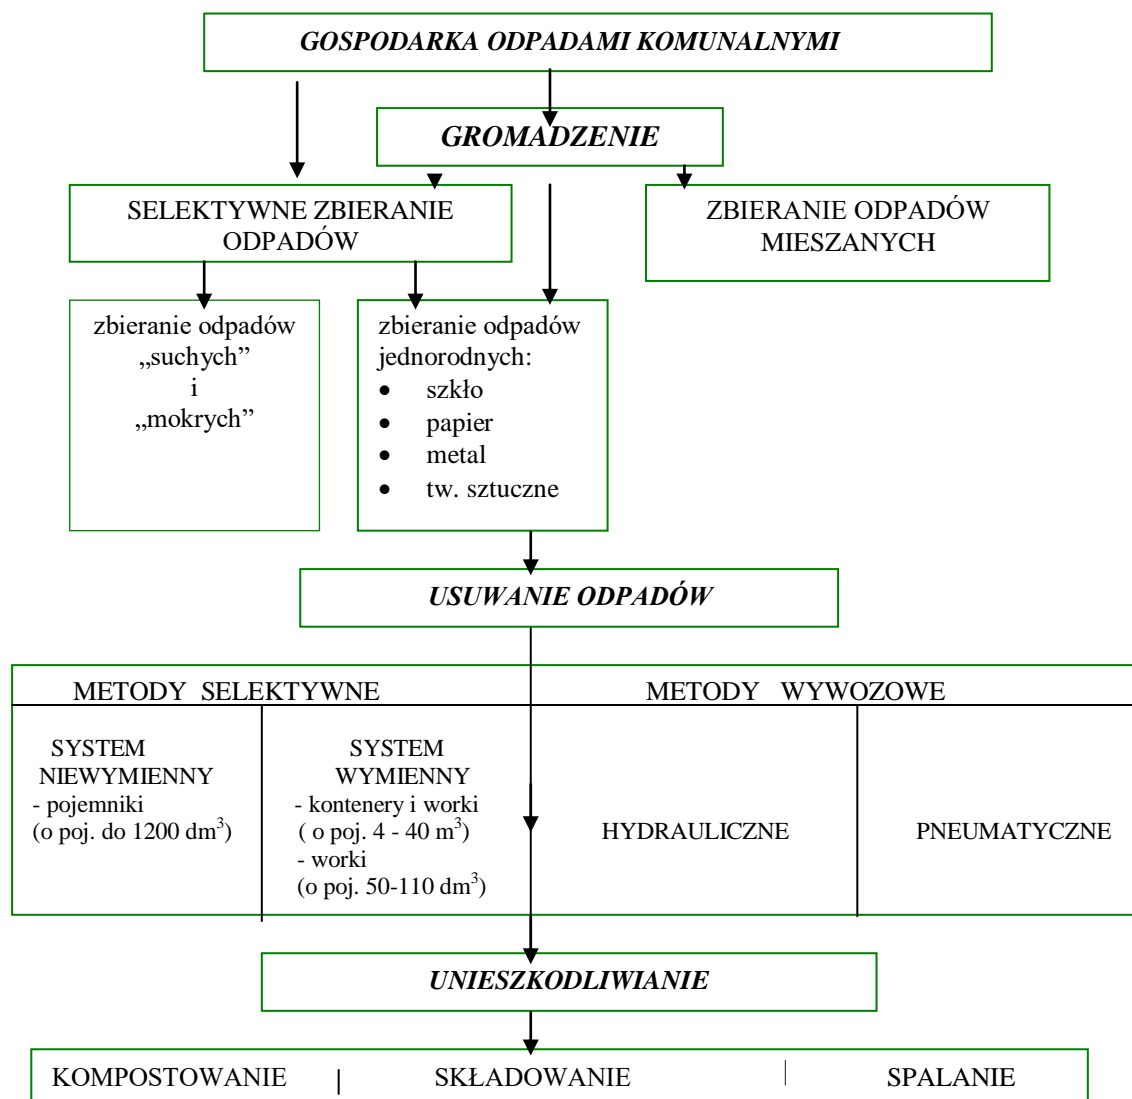 GOSPODARKA ODPADAMI KOMUNALNYMI
GROMADZENIE
SELEKTYWNE ZBIERANIE
ODPADÓW
ZBIERANIE ODPADÓW
MIESZANYCH
zbieranie odpadów
„suchych”
i
„mokrych”
zbieranie odpadów
jednorodnych:
• szkło
• papier
• metal
• tw. sztuczne
USUWANIE ODPADÓW
METODY SELEKTYWNE
METODY WYWOZOWE
SYSTEM
NIEWYMIENNY
- pojemniki
(o poj. do 1200 dm³)
SYSTEM
WYMIENNY
- kontenery i worki
( o poj. 4 - 40 m³)
- worki
(o poj. 50-110 dm³)
HYDRAULICZNE
PNEUMATYCZNE
UNIESZKODLIWIANIE
KOMPOSTOWANIE
SKŁADOWANIE
SPALANIE